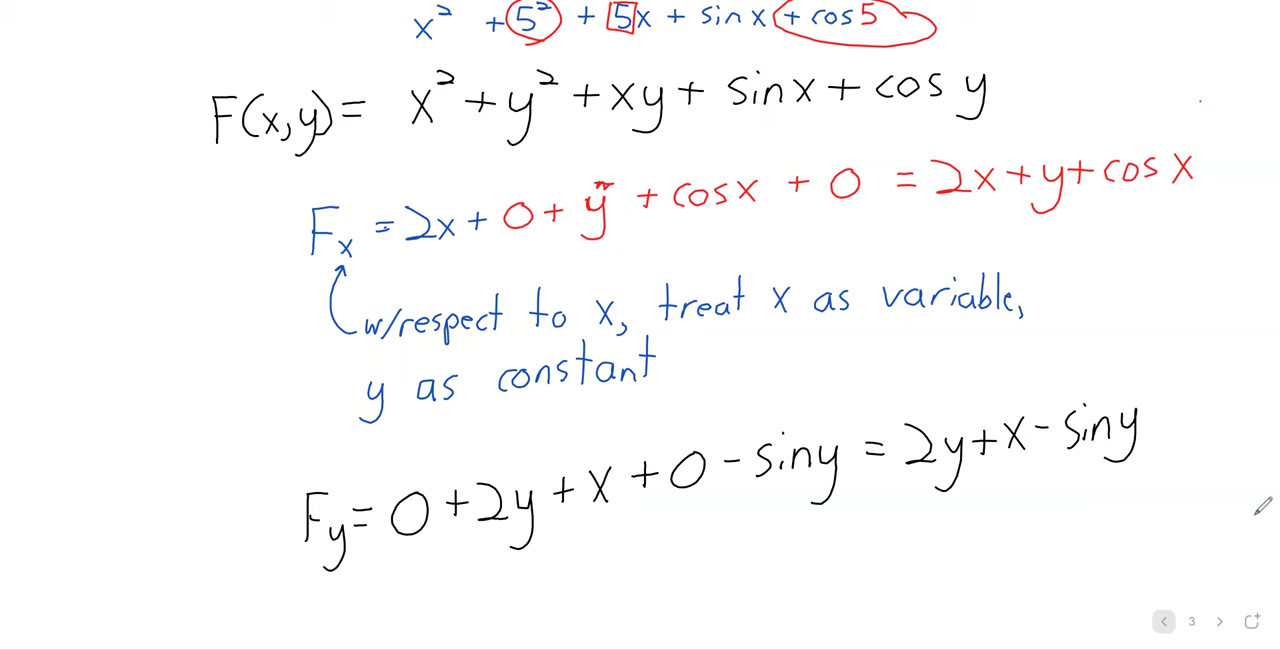 x² + 5² + 5x + sin x + cos 5
F(x,y) = x² + y² + xy + sin x + cos y
Fₓ = 2x + 0 + y + cos x + 0 = 2x + y + cos x
w/respect to x, treat x as variable,
y as constant
F_y = 0 + 2y + x + 0 - sin y = 2y + x - sin y
3